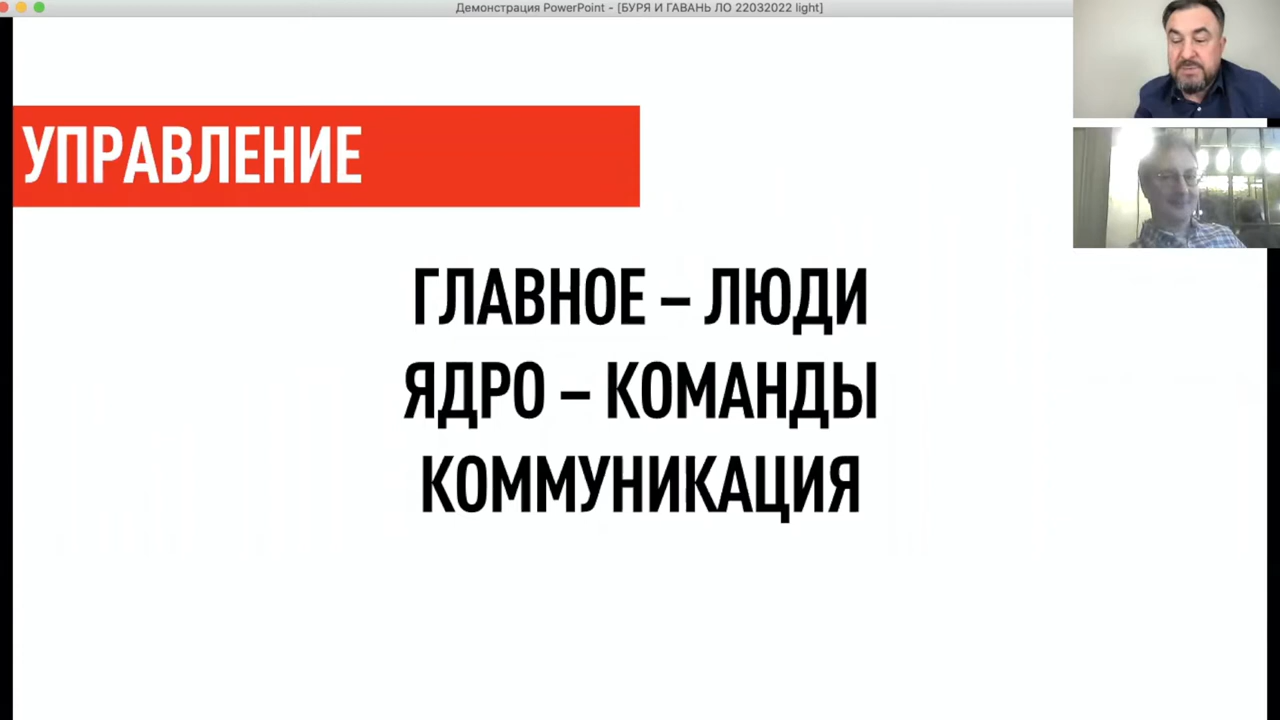 Демонстрация PowerPoint - [БУРЯ И ГАВАНЬ ЛО 22032022 light]
УПРАВЛЕНИЕ
ГЛАВНОЕ – ЛЮДИ
ЯДРО – КОМАНДЫ
КОММУНИКАЦИЯ